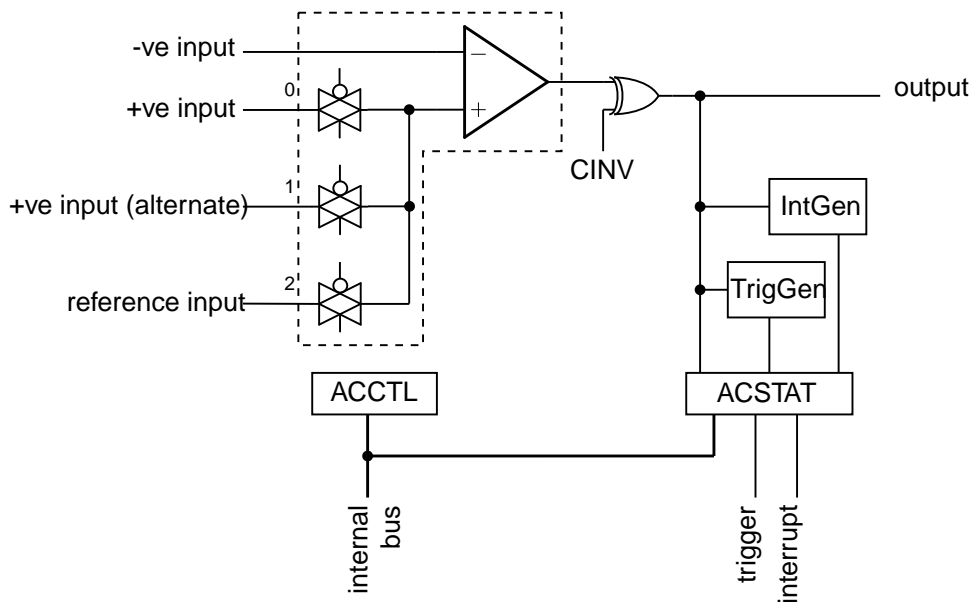 -ve input
−
0
+ve input
+
output
CINV
1
+ve input (alternate)
IntGen
2
reference input
TrigGen
ACCTL
ACSTAT
internal
bus
trigger
interrupt